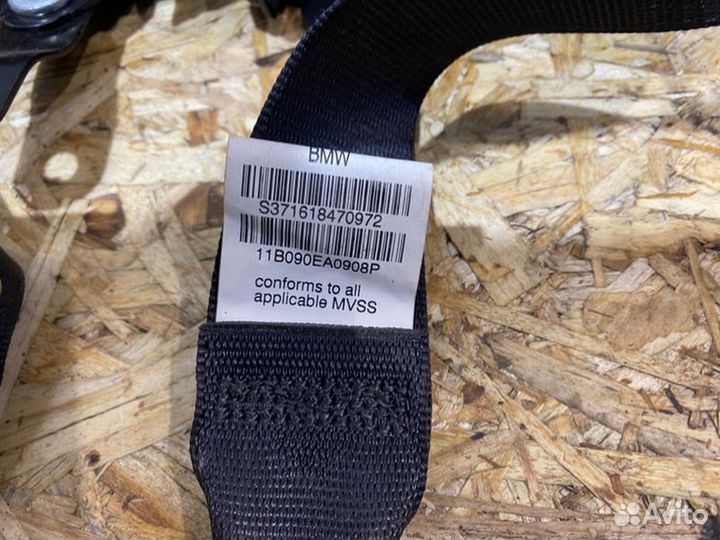 BMW
S371618470972
11B090EA0908P
conforms to all
applicable MVSS
Avito